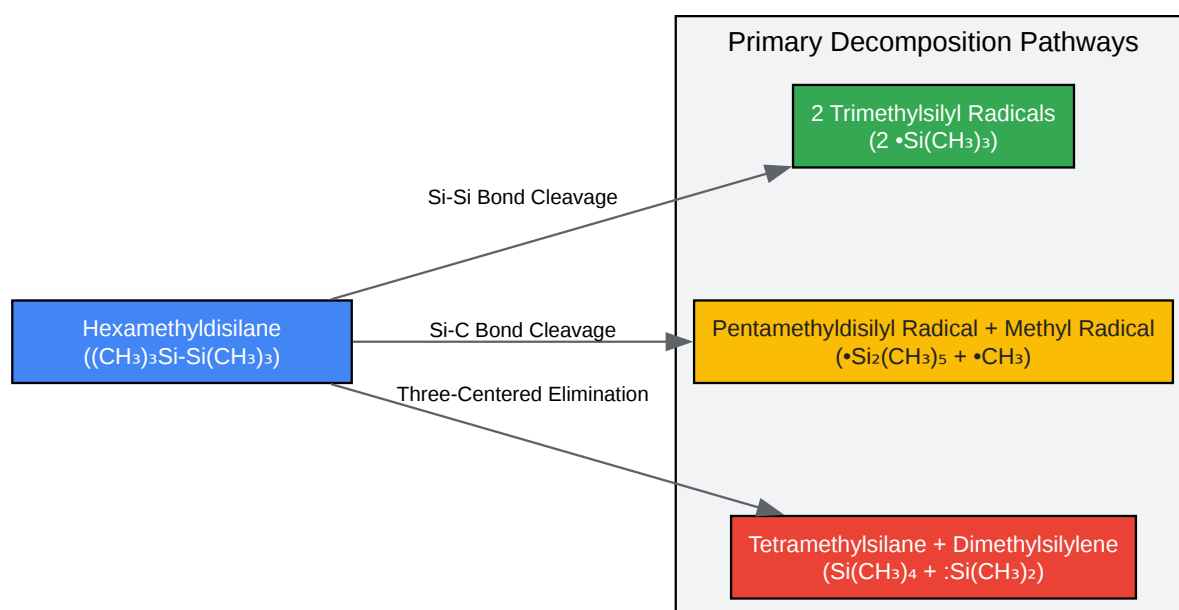 Primary Decomposition Pathways
2 Trimethylsilyl Radicals
(2 •Si(CH₃)₃)
Si-Si Bond Cleavage
Hexamethyldisilane
((CH₃)₃Si-Si(CH₃)₃)
Si-C Bond Cleavage
Pentamethyldisilyl Radical + Methyl Radical
(•Si₂(CH₃)₅ + •CH₃)
Three-Centered Elimination
Tetramethylsilane + Dimethylsilylene
(Si(CH₃)₄ + :Si(CH₃)₂)